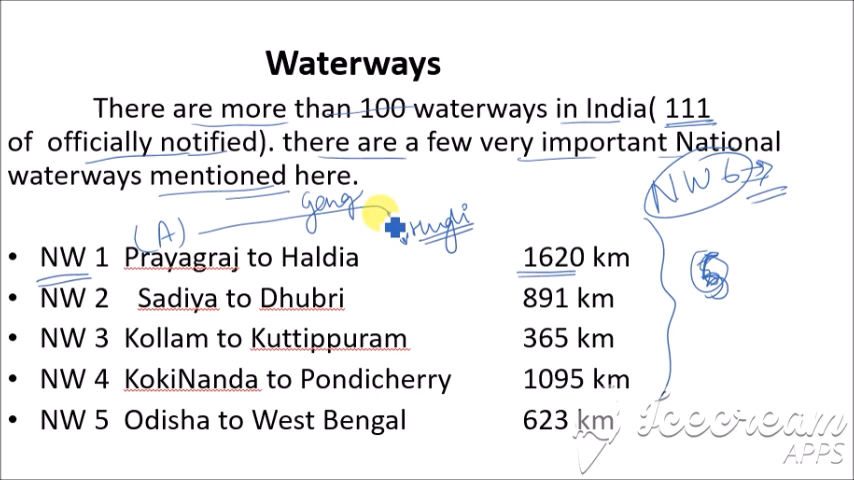 Waterways
There are more than 100 waterways in India( 111
of officially notified). there are a few very important National
waterways mentioned here.
NW 6
(A)
gang
Hugli
• NW 1 Prayagraj to Haldia 1620 km
• NW 2 Sadiya to Dhubri 891 km
• NW 3 Kollam to Kuttippuram 365 km
• NW 4 KokiNanda to Pondicherry 1095 km
• NW 5 Odisha to West Bengal 623 km
Icecream
APPS